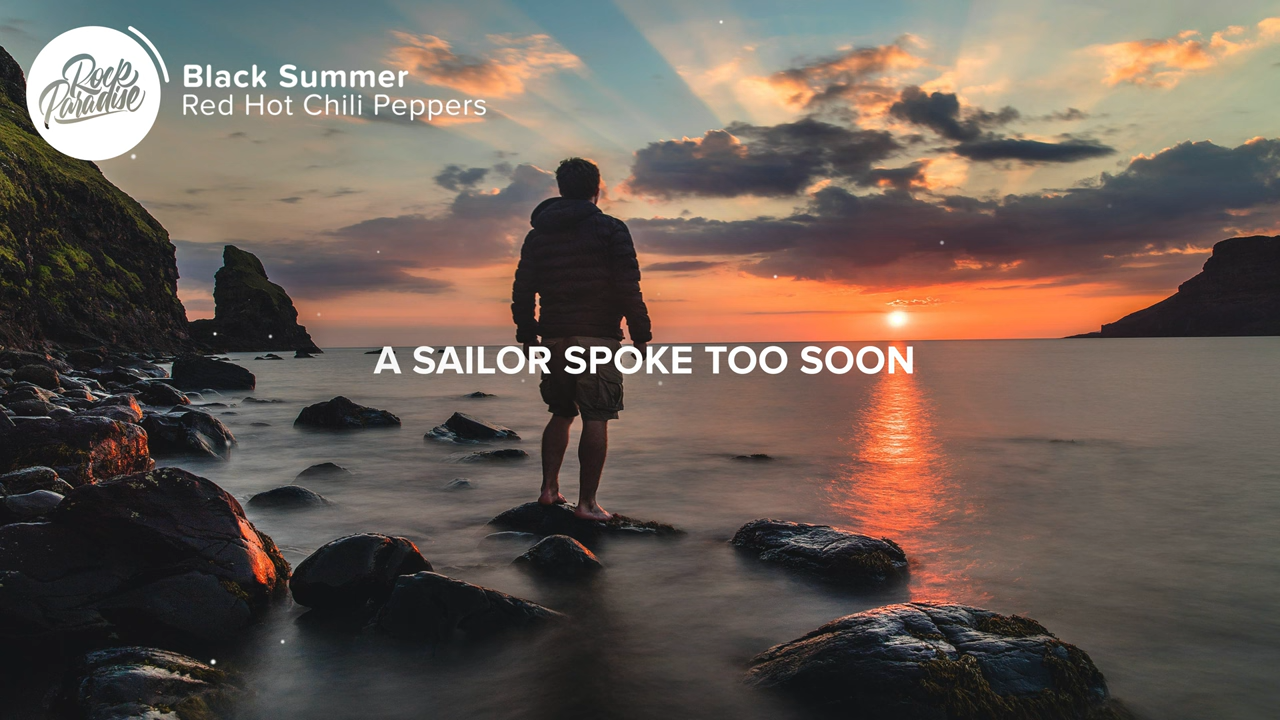 Rock
Paradise
Black Summer
Red Hot Chili Peppers
A SAILOR SPOKE TOO SOON